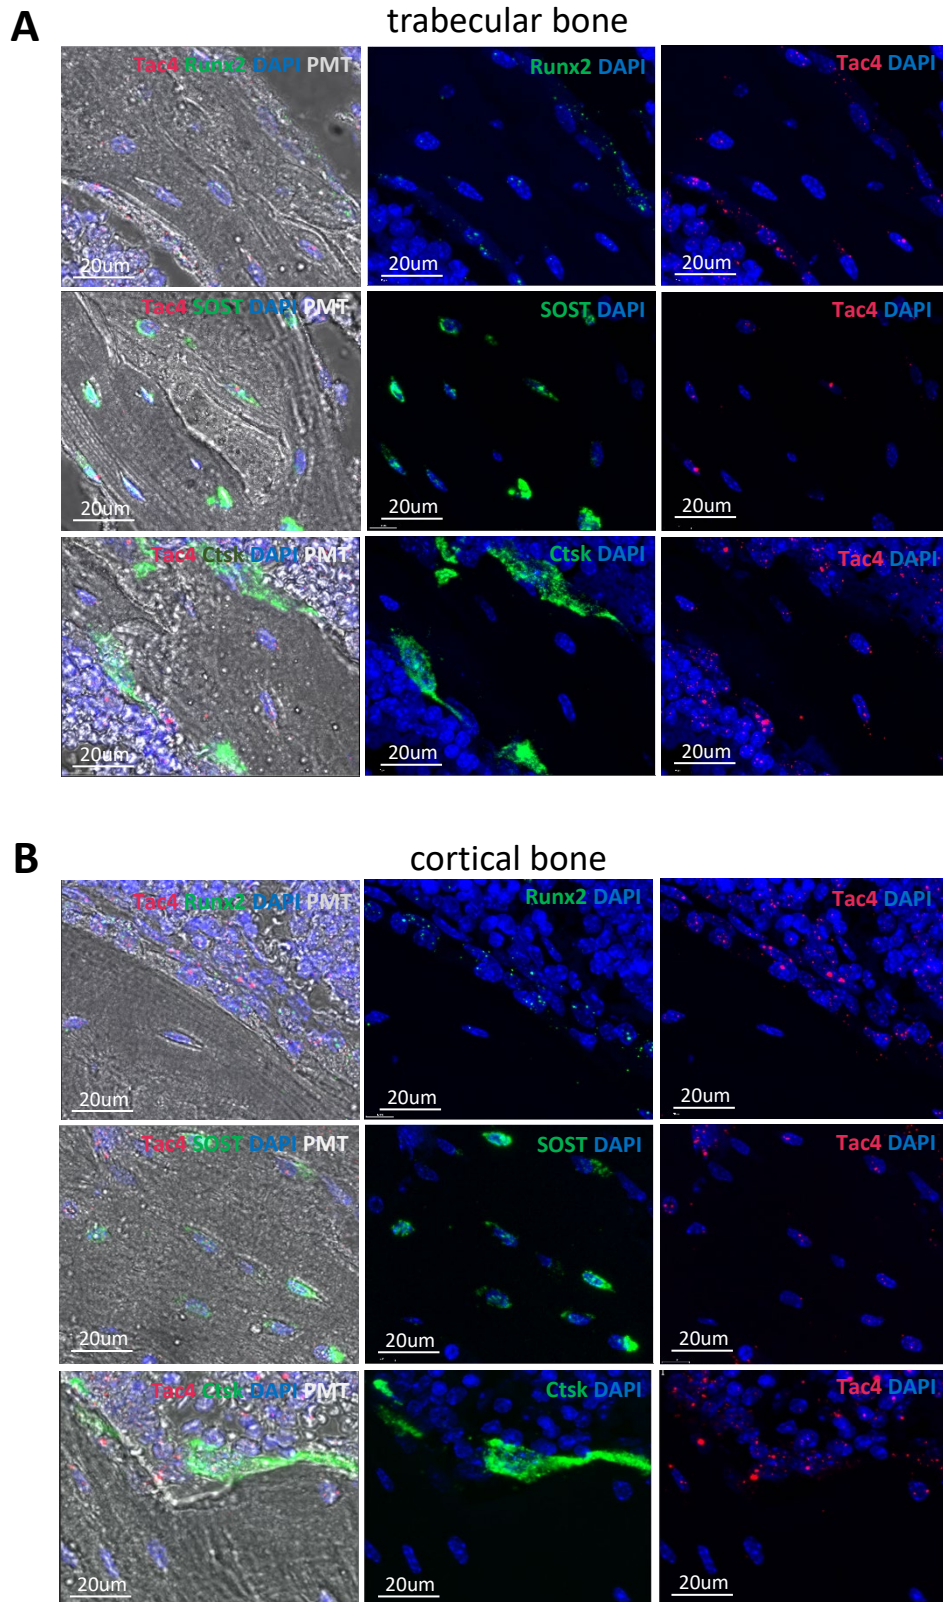 A
trabecular bone
Tac4 Runx2 DAPI PMT
Runx2 DAPI
Tac4 DAPI
20um
20um
20um
Tac4 SOST DAPI PMT
SOST DAPI
Tac4 DAPI
20um
20um
20um
Tac4 Ctsk DAPI PMT
Ctsk DAPI
Tac4 DAPI
20um
20um
20um
B
cortical bone
Tac4 Runx2 DAPI PMT
Runx2 DAPI
Tac4 DAPI
20um
20um
20um
Tac4 SOST DAPI PMT
SOST DAPI
Tac4 DAPI
20um
20um
20um
Tac4 Ctsk DAPI PMT
Ctsk DAPI
Tac4 DAPI
20um
20um
20um